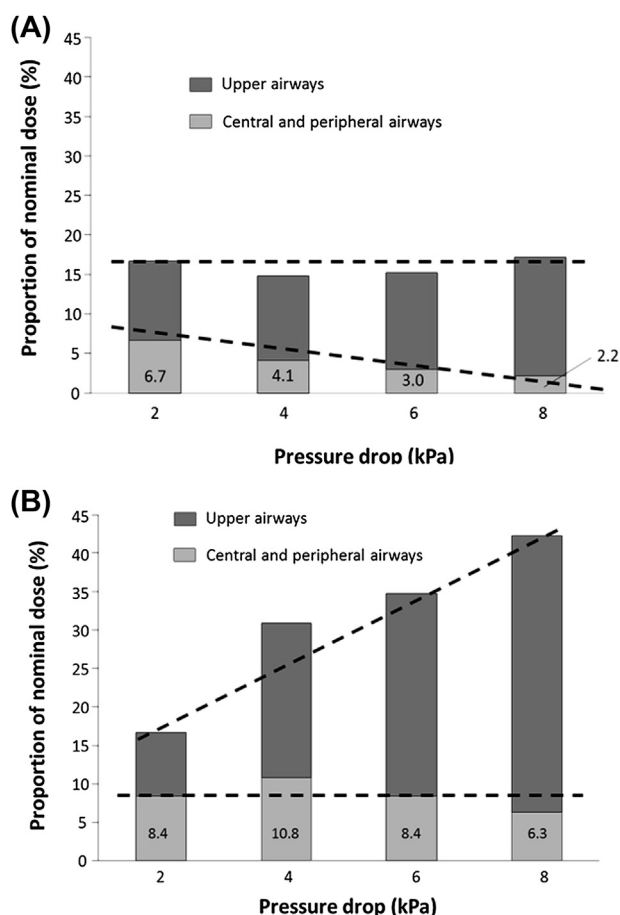 (A)
Proportion of nominal dose (%)
45
40
35
30
25
20
15
10
5
0
Upper airways
Central and peripheral airways
6.7
4.1
3.0
2.2
2 4 6 8
Pressure drop (kPa)
(B)
Proportion of nominal dose (%)
45
40
35
30
25
20
15
10
5
0
Upper airways
Central and peripheral airways
8.4
10.8
8.4
6.3
2 4 6 8
Pressure drop (kPa)